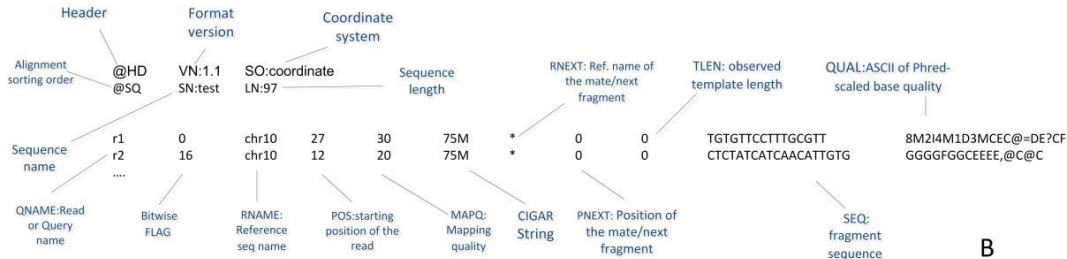 Header
Format version
Coordinate system
Alignment sorting order
@HD VN:1.1 SO:coordinate
@SQ SN:test LN:97
Sequence length
RNEXT: Ref. name of the mate/next fragment
TLEN: observed template length
QUAL:ASCII of Phred-scaled base quality
Sequence name
r1 0 chr10 27 30 75M * 0 0 TGTGTTCCTTTGCGTT 8M2I4M1D3MCEC@=DE?CF
r2 16 chr10 12 20 75M * 0 0 CTCTATCATCAACATTGTG GGGGFGGCEEEE,@C@C
....
QNAME:Read or Query name
Bitwise FLAG
RNAME: Reference seq name
POS:starting position of the read
MAPQ: Mapping quality
CIGAR String
PNEXT: Position of the mate/next fragment
SEQ: fragment sequence
B